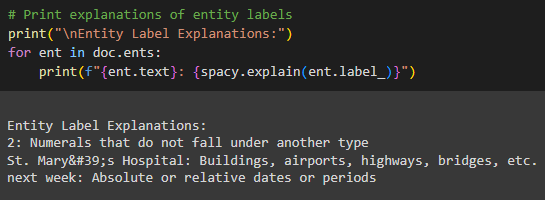 # Print explanations of entity labels
print("\nEntity Label Explanations:")
for ent in doc.ents:
    print(f"{ent.text}: {spacy.explain(ent.label_)}")
Entity Label Explanations:
2: Numerals that do not fall under another type
St. Mary&#39;s Hospital: Buildings, airports, highways, bridges, etc.
next week: Absolute or relative dates or periods